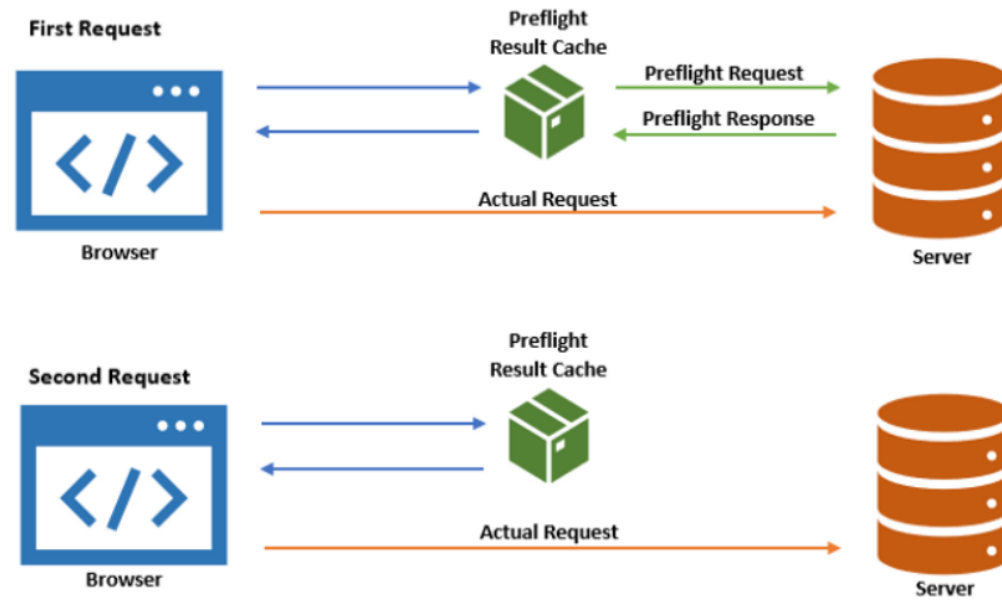 First Request
Preflight
Result Cache
Preflight Request
Preflight Response
Actual Request
Browser
Server
Second Request
Preflight
Result Cache
Actual Request
Browser
Server